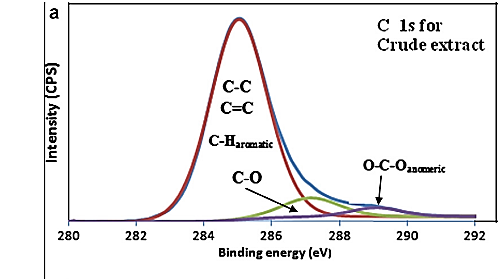 a
C 1s for
Crude extract
C-C
C=C
C-Haromatic
C-O
O-C-Oanomeric
Intensity (CPS)
280 282 284 286 288 290 292
Binding energy (eV)